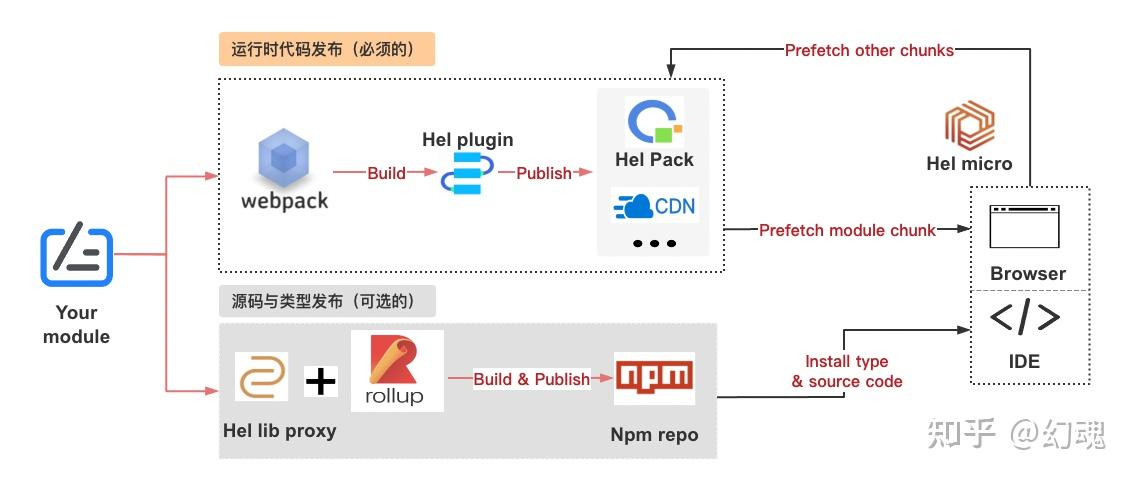 运行时代码发布（必须的）
Prefetch other chunks
Hel plugin
Hel Pack
Hel micro
Build
Publish
webpack
CDN
Prefetch module chunk
Browser
Your
module
源码与类型发布（可选的）
IDE
Install type
& source code
rollup
Build & Publish
npm
Hel lib proxy
Npm repo
知乎 @幻魂